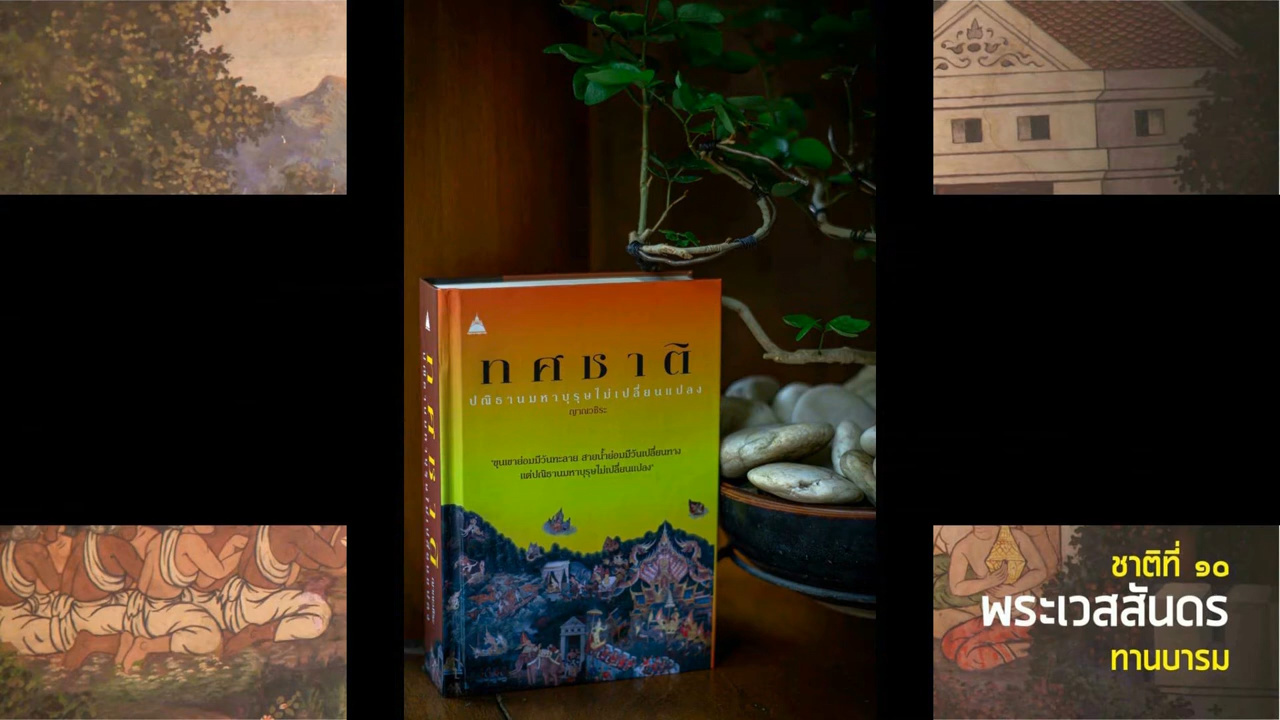 ทศชาติ
ปณิธานมหาบุรุษไม่เปลี่ยนแปลง
ญาณวชิระ
"ขุนเขาย่อมมีวันทะลาย สายน้ำย่อมมีวันเปลี่ยนทาง
แต่ปณิธานมหาบุรุษไม่เปลี่ยนแปลง"
ทศชาติ
ชาติที่ ๑๐
พระเวสสันดร
ทานบารม